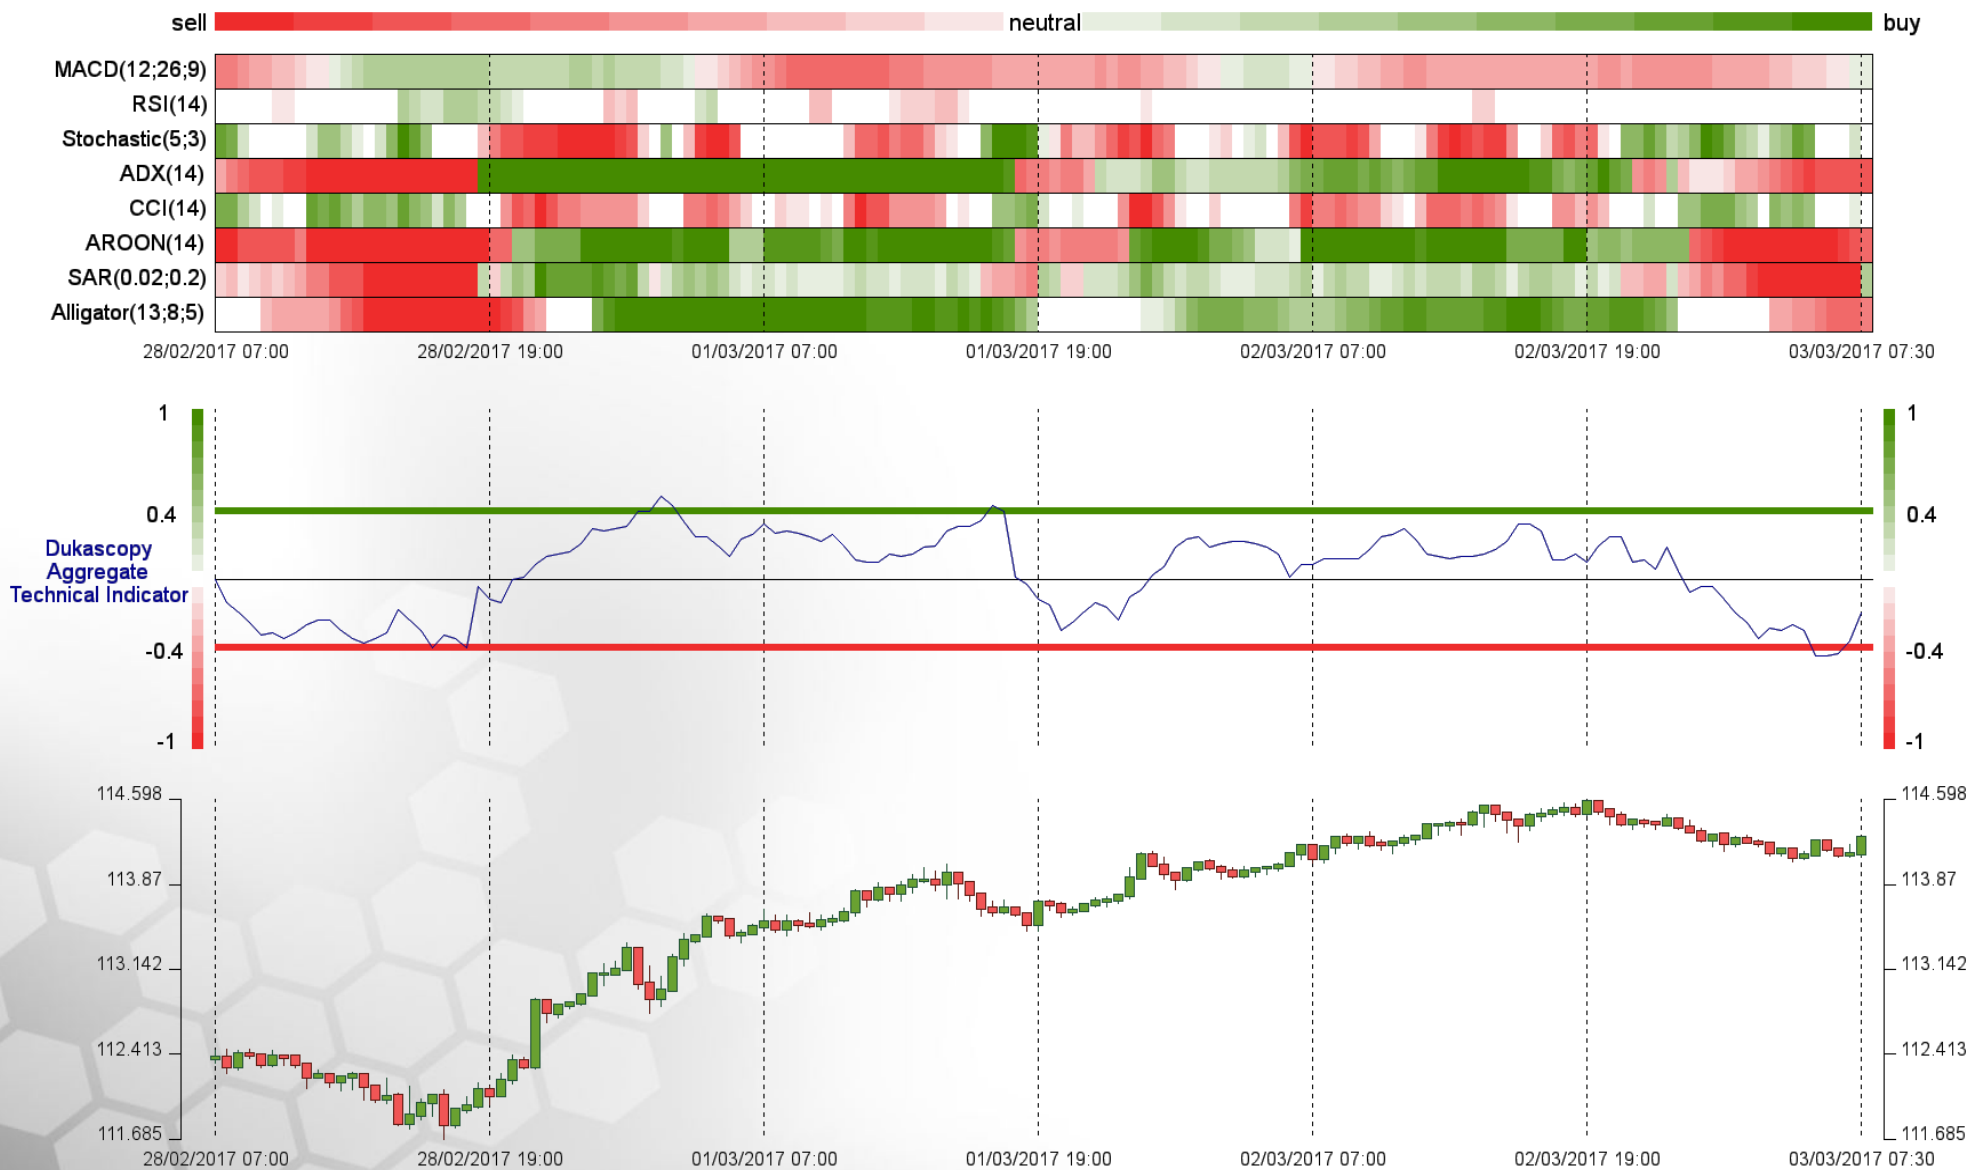 sell neutral buy
MACD(12;26;9)
RSI(14)
Stochastic(5;3)
ADX(14)
CCI(14)
AROON(14)
SAR(0.02;0.2)
Alligator(13;8;5)
28/02/2017 07:00 28/02/2017 19:00 01/03/2017 07:00 01/03/2017 19:00 02/03/2017 07:00 02/03/2017 19:00 03/03/2017 07:30
1 1
0.4 0.4
Dukascopy
Aggregate
Technical Indicator
-0.4 -0.4
-1 -1
114.598 114.598
113.87 113.87
113.142 113.142
112.413 112.413
111.685 111.685
28/02/2017 07:00 28/02/2017 19:00 01/03/2017 07:00 01/03/2017 19:00 02/03/2017 07:00 02/03/2017 19:00 03/03/2017 07:30